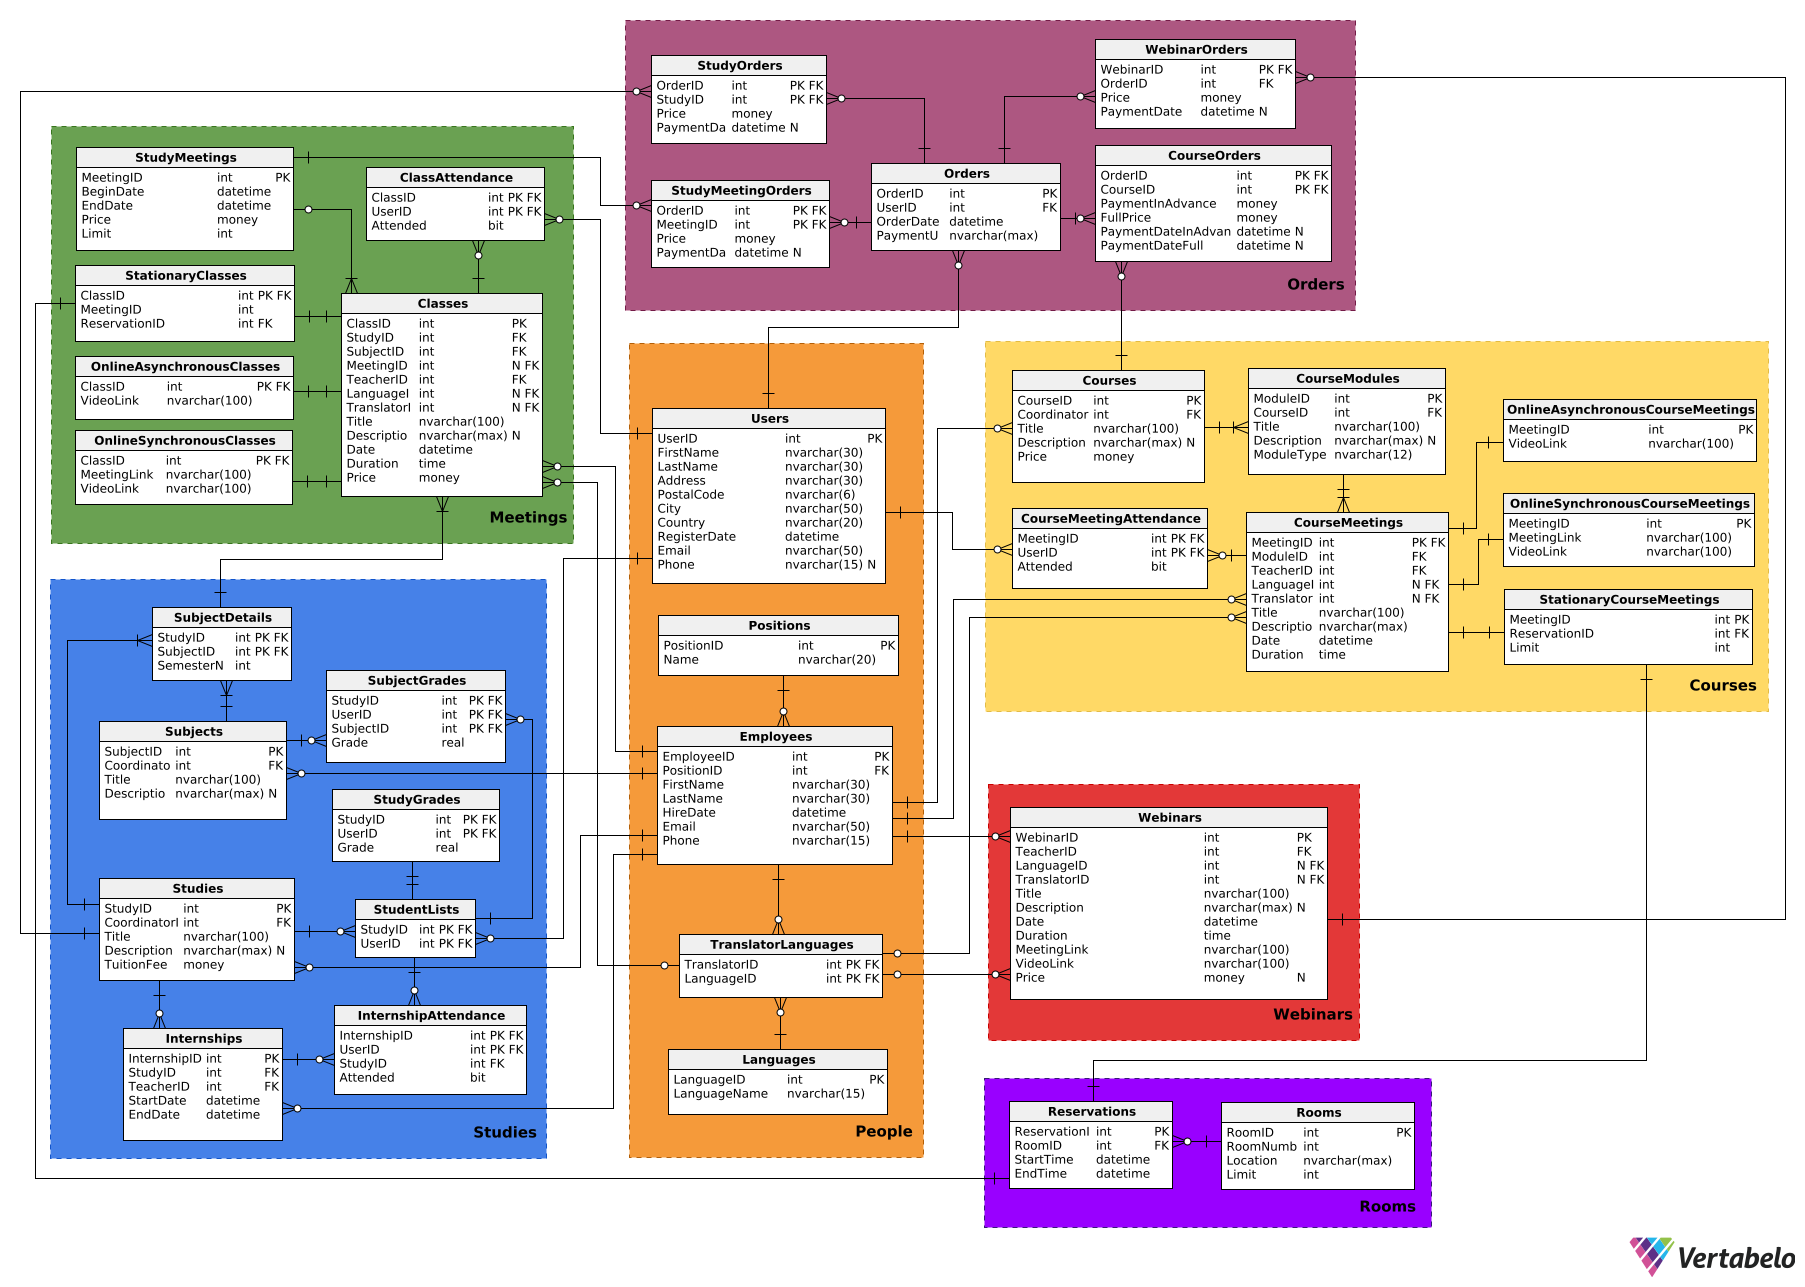 StudyOrders
OrderID int PK FK
StudyID int PK FK
Price money
PaymentDa datetime N
WebinarOrders
WebinarID int PK FK
OrderID int FK
Price money
PaymentDate datetime N
StudyMeetingOrders
OrderID int PK FK
MeetingID int PK FK
Price money
PaymentDa datetime N
Orders
OrderID int PK
UserID int FK
OrderDate datetime
PaymentU nvarchar(max)
CourseOrders
OrderID int PK FK
CourseID int PK FK
PaymentInAdvance money
FullPrice money
PaymentDateInAdvan datetime N
PaymentDateFull datetime N
Orders
StudyMeetings
MeetingID int PK
BeginDate datetime
EndDate datetime
Price money
Limit int
ClassAttendance
ClassID int PK FK
UserID int PK FK
Attended bit
StationaryClasses
ClassID int PK FK
MeetingID int
ReservationID int FK
OnlineAsynchronousClasses
ClassID int PK FK
VideoLink nvarchar(100)
OnlineSynchronousClasses
ClassID int PK FK
MeetingLink nvarchar(100)
VideoLink nvarchar(100)
Classes
ClassID int PK
StudyID int FK
SubjectID int FK
MeetingID int N FK
TeacherID int FK
LanguageI int N FK
TranslatorI int N FK
Title nvarchar(100)
Descriptio nvarchar(max) N
Date datetime
Duration time
Price money
Meetings
Users
UserID int PK
FirstName nvarchar(30)
LastName nvarchar(30)
Address nvarchar(30)
PostalCode nvarchar(6)
City nvarchar(50)
Country nvarchar(20)
RegisterDate datetime
Email nvarchar(50)
Phone nvarchar(15) N
Positions
PositionID int PK
Name nvarchar(20)
Employees
EmployeeID int PK
PositionID int FK
FirstName nvarchar(30)
LastName nvarchar(30)
HireDate datetime
Email nvarchar(50)
Phone nvarchar(15)
TranslatorLanguages
TranslatorID int PK FK
LanguageID int PK FK
Languages
LanguageID int PK
LanguageName nvarchar(15)
People
Courses
CourseID int PK
Coordinator int FK
Title nvarchar(100)
Description nvarchar(max) N
Price money
CourseModules
ModuleID int PK
CourseID int FK
Title nvarchar(100)
Description nvarchar(max) N
ModuleType nvarchar(12)
OnlineAsynchronousCourseMeetings
MeetingID int PK
VideoLink nvarchar(100)
OnlineSynchronousCourseMeetings
MeetingID int PK
MeetingLink nvarchar(100)
VideoLink nvarchar(100)
CourseMeetingAttendance
MeetingID int PK FK
UserID int PK FK
Attended bit
CourseMeetings
MeetingID int PK FK
ModuleID int FK
TeacherID int FK
LanguageI int N FK
Translator int N FK
Title nvarchar(100)
Descriptio nvarchar(max)
Date datetime
Duration time
StationaryCourseMeetings
MeetingID int PK
ReservationID int FK
Limit int
Courses
SubjectDetails
StudyID int PK FK
SubjectID int PK FK
SemesterN int
SubjectGrades
StudyID int PK FK
UserID int PK FK
SubjectID int PK FK
Grade real
Subjects
SubjectID int PK
Coordinato int FK
Title nvarchar(100)
Descriptio nvarchar(max) N
StudyGrades
StudyID int PK FK
UserID int PK FK
Grade real
Studies
StudyID int PK
CoordinatorI int FK
Title nvarchar(100)
Description nvarchar(max) N
TuitionFee money
StudentLists
StudyID int PK FK
UserID int PK FK
Internships
InternshipID int PK
StudyID int FK
TeacherID int FK
StartDate datetime
EndDate datetime
InternshipAttendance
InternshipID int PK FK
UserID int PK FK
StudyID int FK
Attended bit
Studies
Webinars
WebinarID int PK
TeacherID int FK
LanguageID int N FK
TranslatorID int N FK
Title nvarchar(100)
Description nvarchar(max) N
Date datetime
Duration time
MeetingLink nvarchar(100)
VideoLink nvarchar(100)
Price money N
Webinars
Reservations
ReservationI int PK
RoomID int FK
StartTime datetime
EndTime datetime
Rooms
RoomID int PK
RoomNumb int
Location nvarchar(max)
Limit int
Rooms
Vertabelo